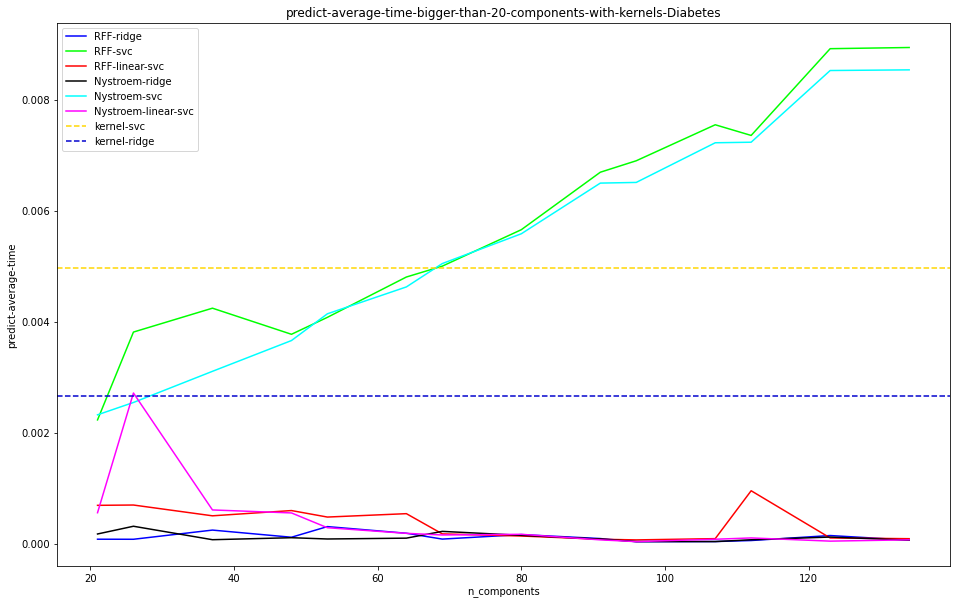 predict-average-time-bigger-than-20-components-with-kernels-Diabetes
RFF-ridge
RFF-svc
RFF-linear-svc
Nystroem-ridge
Nystroem-svc
Nystroem-linear-svc
kernel-svc
kernel-ridge
predict-average-time
0.008
0.006
0.004
0.002
0.000
20 40 60 80 100 120
n_components